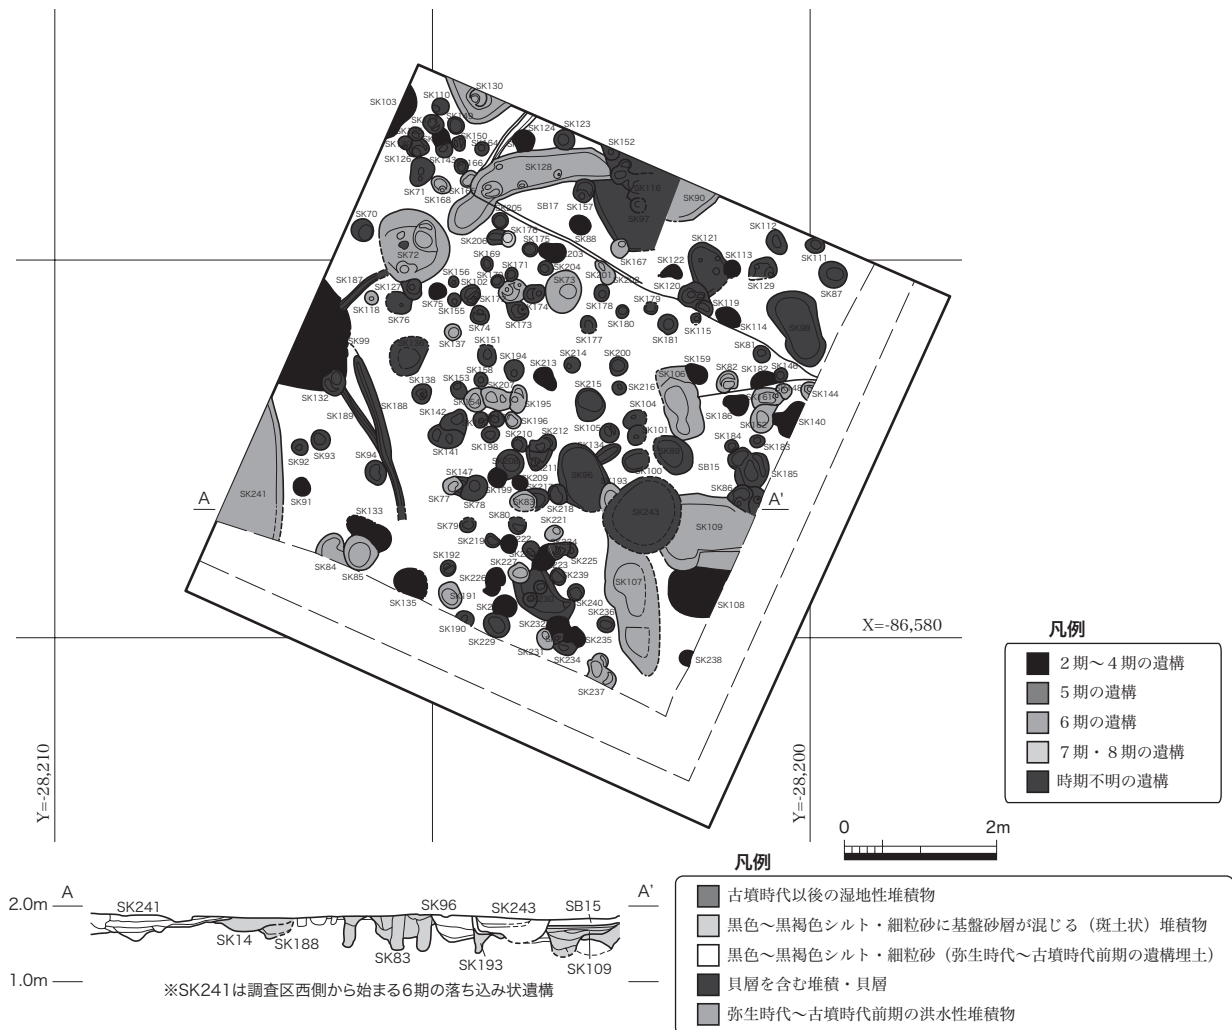 SK130
SK103
SK110
SK124
SK123
SK150
SK164
SK152
SK126
SK143
SK128
SK116
SK71
SK168
SK90
SK205
SB17
SK157
SK97
SK70
SK176
SK206
SK175
SK88
SK112
SK72
SK203
SK167
SK121
SK113
SK111
SK169
SK171
SK204
SK201
SK122
SK187
SK156
SK102
SK73
SK120
SK129
SK87
SK127
SK75
SK118
SK155
SK174
SK178
SK179
SK119
SK76
SK74
SK173
SK180
SK115
SK114
SK98
SK137
SK177
SK181
SK99
SK151
SK81
SK194
SK213
SK214
SK200
SK159
SK82
SK182
SK146
SK138
SK158
SK106
SK132
SK153
SK207
SK215
SK216
SK144
SK188
SK154
SK195
SK161
SK189
SK142
SK104
SK186
SK162
SK140
SK196
SK105
SK101
SK141
SK198
SK210
SK212
SK134
SK184
SK183
SK92
SK93
SK94
SK208
SK211
SK89
SB15
SK185
SK147
SK209
SK96
SK100
SK86
SK241
SK91
SK77
SK78
SK199
SK83
SK218
SK193
A
A'
SK133
SK79
SK80
SK221
SK243
SK109
SK219
SK84
SK85
SK192
SK227
SK225
SK226
SK239
SK107
SK135
SK191
SK240
SK108
SK190
SK229
SK232
SK236
SK235
SK231
SK234
SK238
SK237
X=-86,580
Y=-28,210
Y=-28,200
凡例
2期～4期の遺構
5期の遺構
6期の遺構
7期・8期の遺構
時期不明の遺構
0 2m
凡例
古墳時代以後の湿地性堆積物
黒色～黒褐色シルト・細粒砂に基盤砂層が混じる（斑土状）堆積物
黒色～黒褐色シルト・細粒砂（弥生時代～古墳時代前期の遺構埋土）
貝層を含む堆積・貝層
弥生時代～古墳時代前期の洪水性堆積物
A A'
2.0m
SK241
SK96
SK243
SB15
SK14
SK188
SK83
SK193
SK109
1.0m
※SK241は調査区西側から始まる6期の落ち込み状遺構